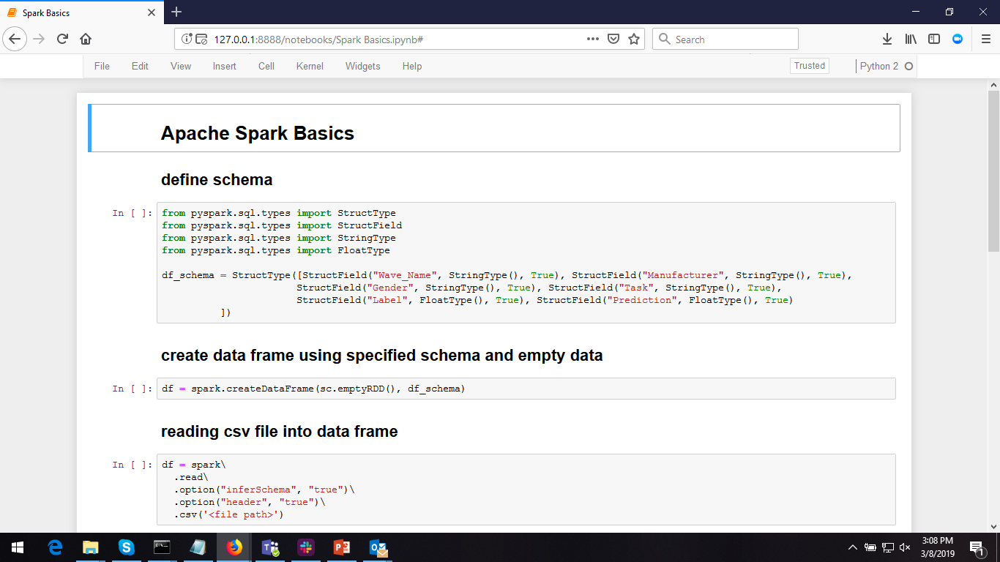 Spark Basics
127.0.0.1:8888/notebooks/Spark Basics.ipynb#
Search
File Edit View Insert Cell Kernel Widgets Help
Trusted
Python 2
Apache Spark Basics
define schema
In [ ]:
from pyspark.sql.types import StructType
from pyspark.sql.types import StructField
from pyspark.sql.types import StringType
from pyspark.sql.types import FloatType
df_schema = StructType([StructField("Wave_Name", StringType(), True), StructField("Manufacturer", StringType(), True),
StructField("Gender", StringType(), True), StructField("Task", StringType(), True),
StructField("Label", FloatType(), True), StructField("Prediction", FloatType(), True)
])
create data frame using specified schema and empty data
In [ ]:
df = spark.createDataFrame(sc.emptyRDD(), df_schema)
reading csv file into data frame
In [ ]:
df = spark\
.read\
.option("inferSchema", "true")\
.option("header", "true")\
.csv('<file path>')
3:08 PM
3/8/2019
1